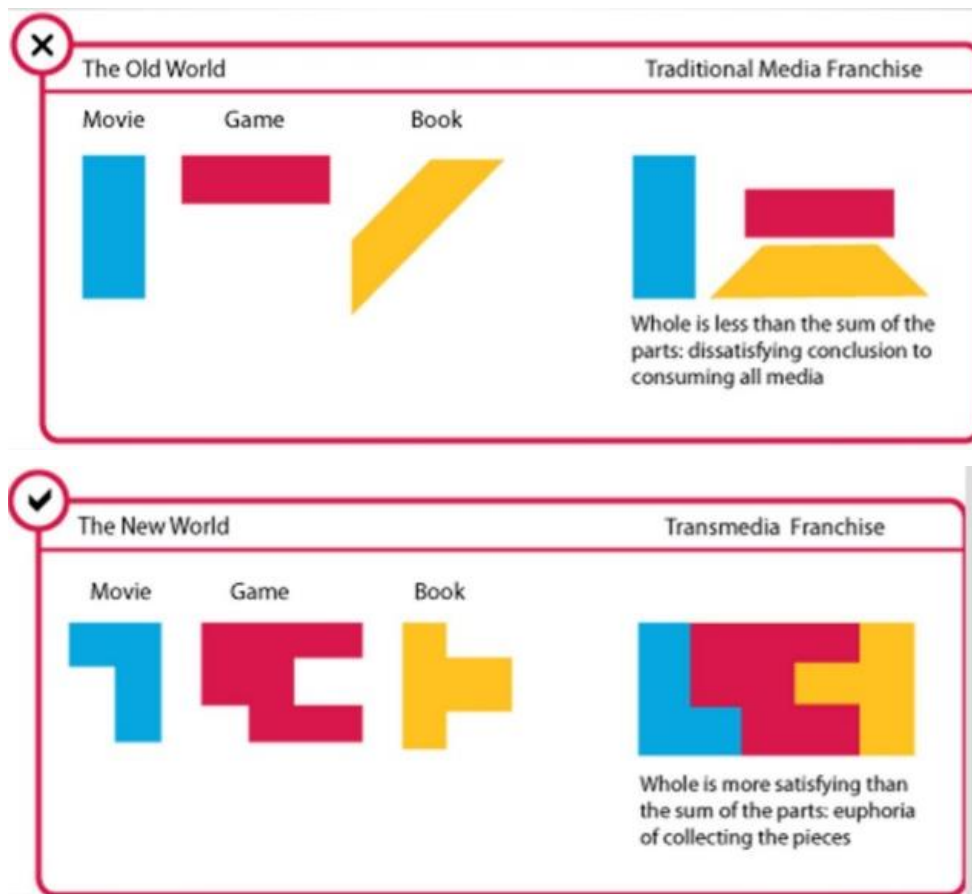 The Old World
Traditional Media Franchise
Movie
Game
Book
Whole is less than the sum of the
parts: dissatisfying conclusion to
consuming all media
The New World
Transmedia Franchise
Movie
Game
Book
Whole is more satisfying than
the sum of the parts: euphoria
of collecting the pieces